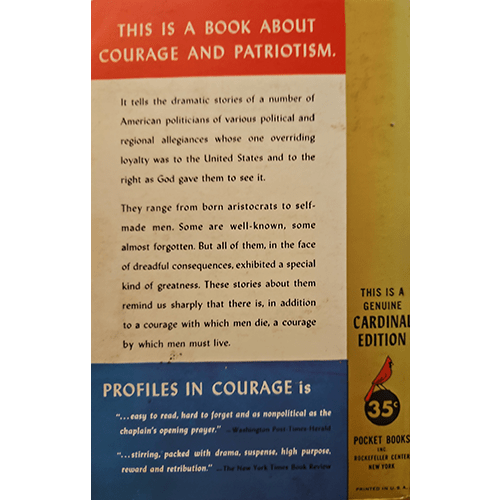 THIS IS A BOOK ABOUT
COURAGE AND PATRIOTISM.
It tells the dramatic stories of a number of
American politicians of various political and
regional allegiances whose one overriding
loyalty was to the United States and to the
right as God gave them to see it.
They range from born aristocrats to self-
made men. Some are well-known, some
almost forgotten. But all of them, in the face
of dreadful consequences, exhibited a special
kind of greatness. These stories about them
remind us sharply that there is, in addition
to a courage with which men die, a courage
by which men must live.
PROFILES IN COURAGE is
"...easy to read, hard to forget and as nonpolitical as the
chaplain's opening prayer." —Washington Post-Times-Herald
"...stirring, packed with drama, suspense, high purpose,
reward and retribution." —The New York Times Book Review
THIS IS A
GENUINE
CARDINAL
EDITION
35¢
POCKET BOOKS
INC
ROCKEFELLER CENTER
NEW YORK
PRINTED IN U.S.A.